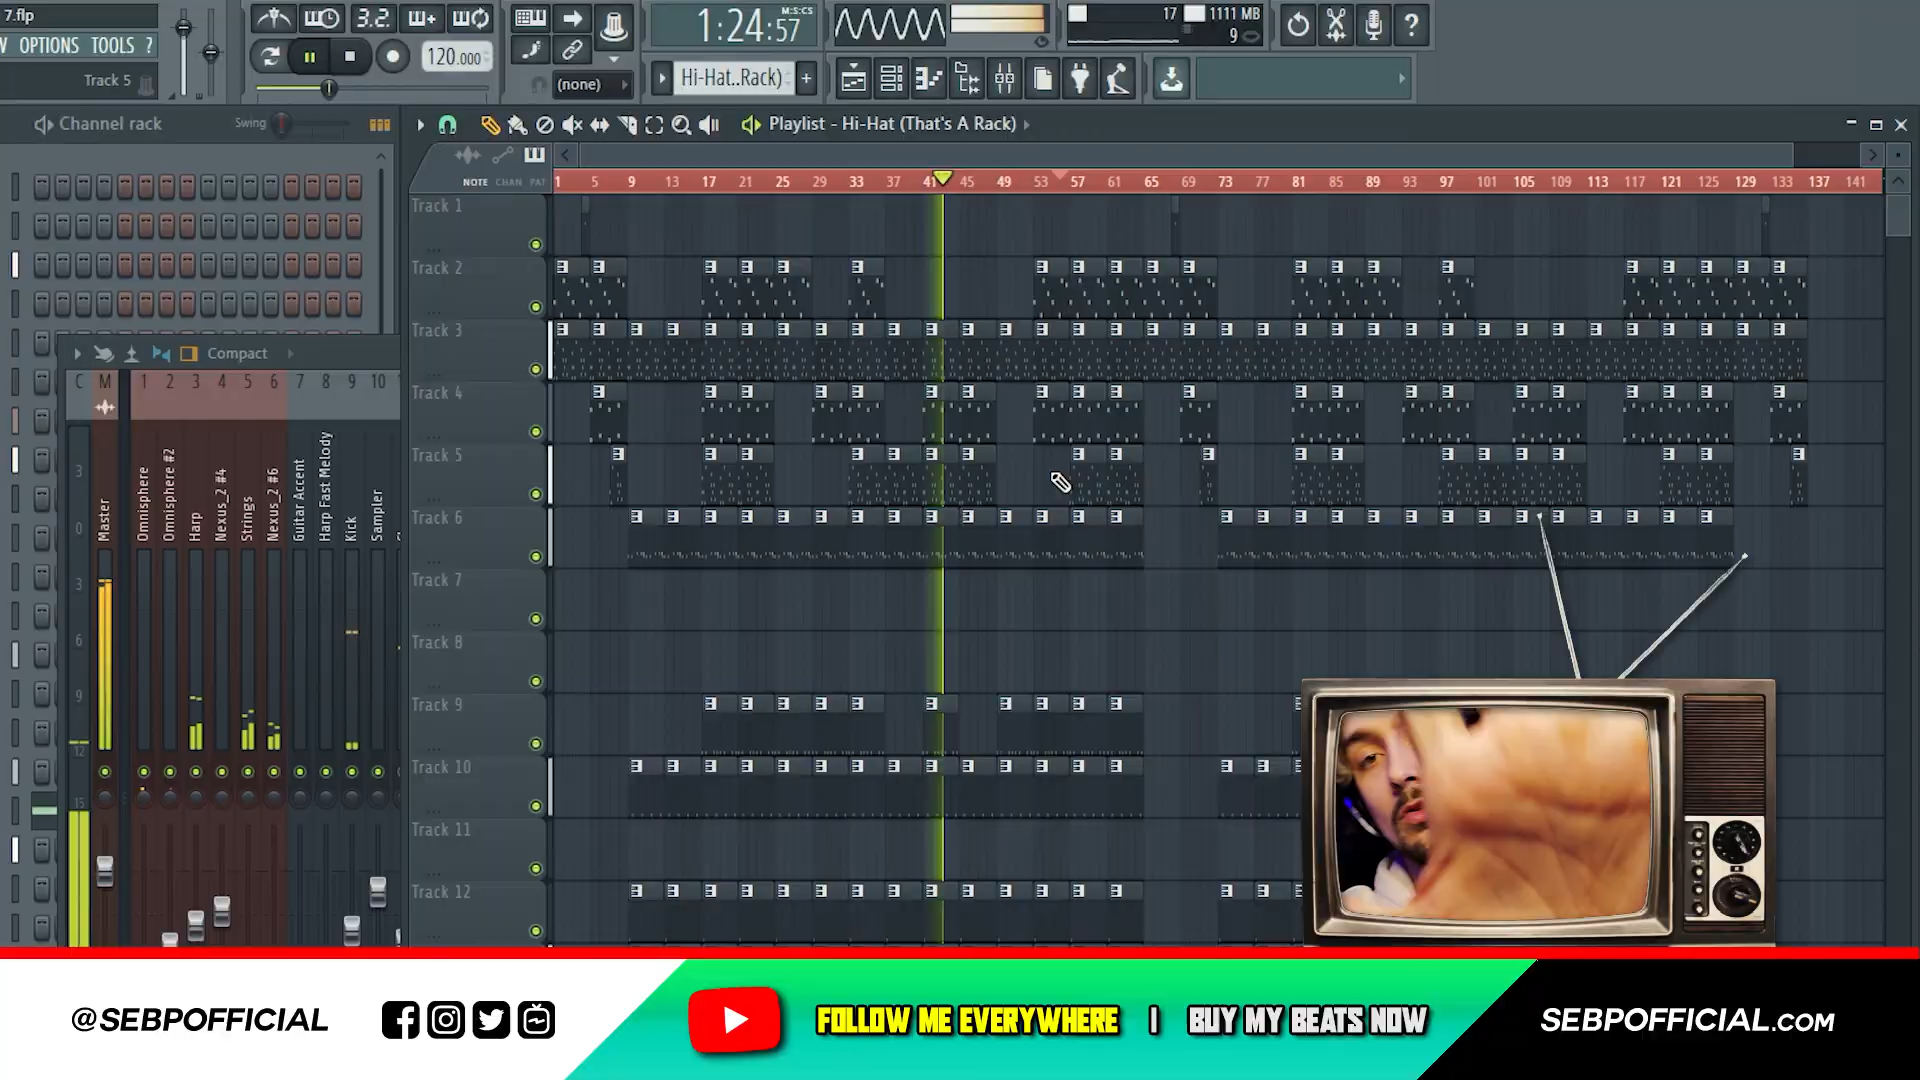 7.flp
M:S:CS
3.2.
1:24:57
17
1111 MB
9
W OPTIONS TOOLS ?
120.000
Track 5
(none)
Hi-Hat..Rack)
Channel rack
Swing
Playlist - Hi-Hat (That's A Rack)
NOTE CHAN PAT
1 5 9 13 17 21 25 29 33 37 41 45 49 53 57 61 65 69 73 77 81 85 89 93 97 101 105 109 113 117 121 125 129 133 137 141
Track 1
Track 2
Track 3
Track 4
Track 5
Track 6
Track 7
Track 8
Track 9
Track 10
Track 11
Track 12
Compact
C M 1 2 3 4 5 6 7 8 9 10
Master
Omnisphere
Omnisphere #2
Harp
Nexus_2 #4
Strings
Nexus_2 #6
Guitar Accent
Harp Fast Melody
Kick
Sampler
3
0
3
6
9
12
15
@SEBPOFFICIAL
FOLLOW ME EVERYWHERE | BUY MY BEATS NOW
SEBPOFFICIAL.COM